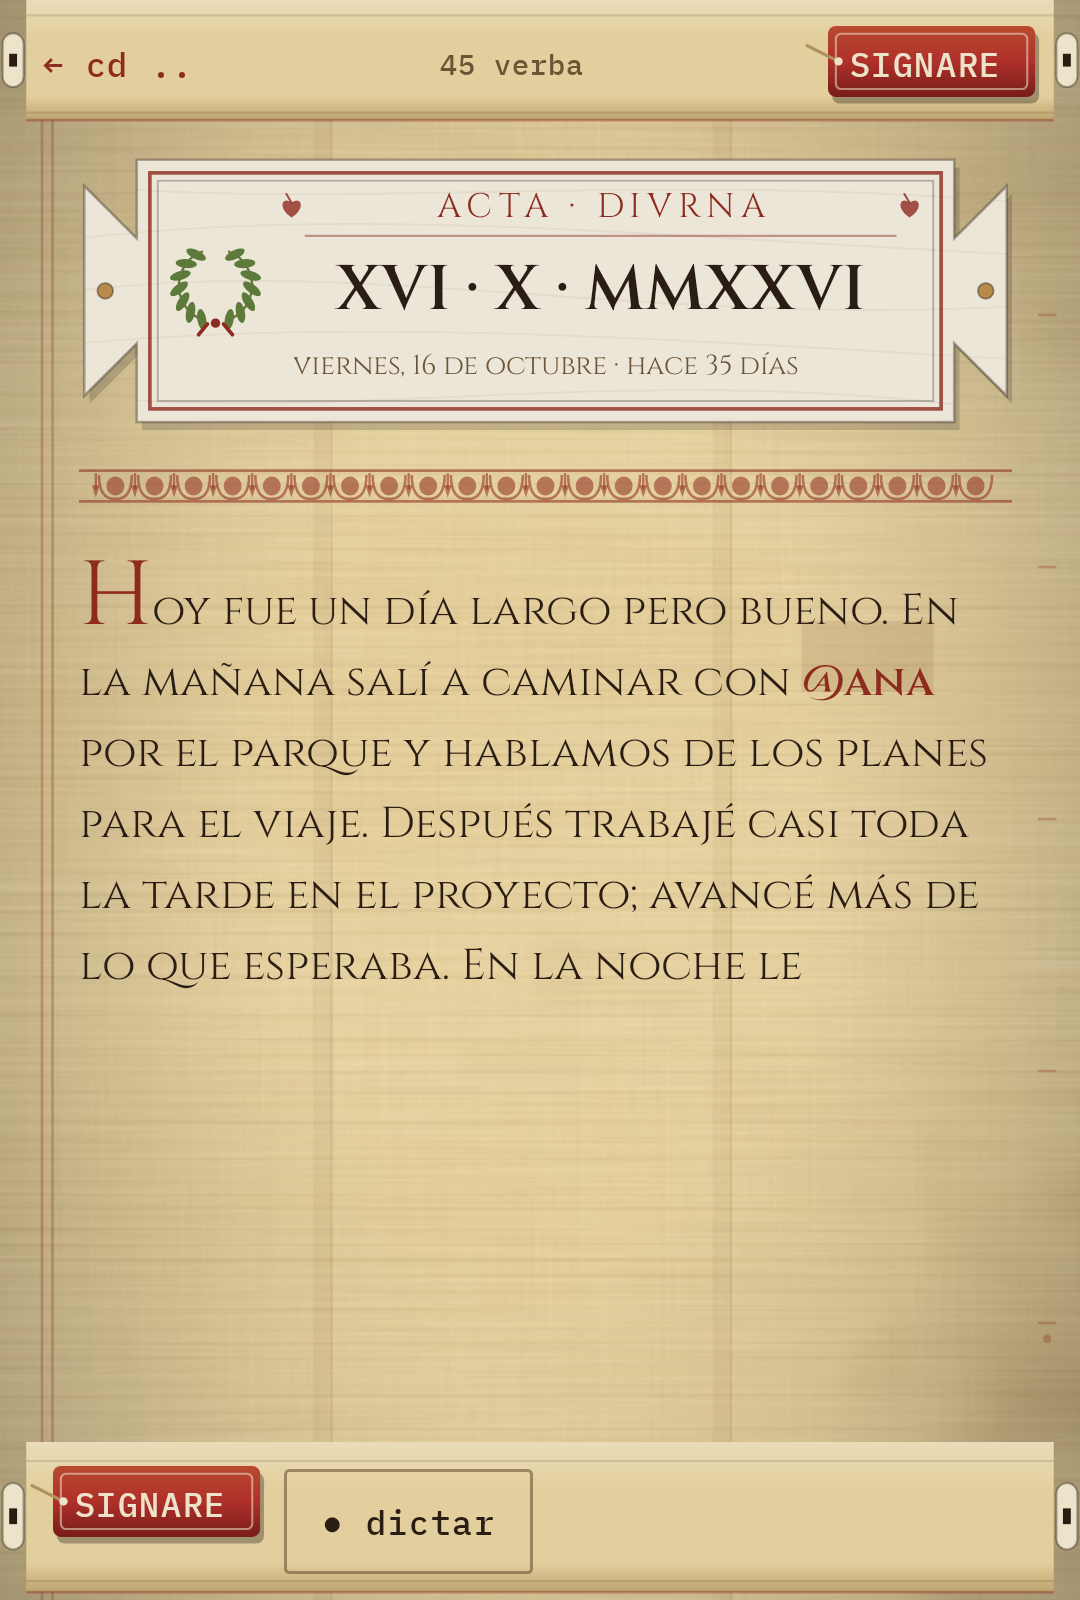 ← cd ..
45 verba
SIGNARE
ACTA · DIVRNA
XVI · X · MMXXVI
VIERNES, 16 DE OCTUBRE · HACE 35 DÍAS
Hoy fue un día largo pero bueno. En
la mañana salí a caminar con @ana
por el parque y hablamos de los planes
para el viaje. Después trabajé casi toda
la tarde en el proyecto; avancé más de
lo que esperaba. En la noche le
SIGNARE
● dictar